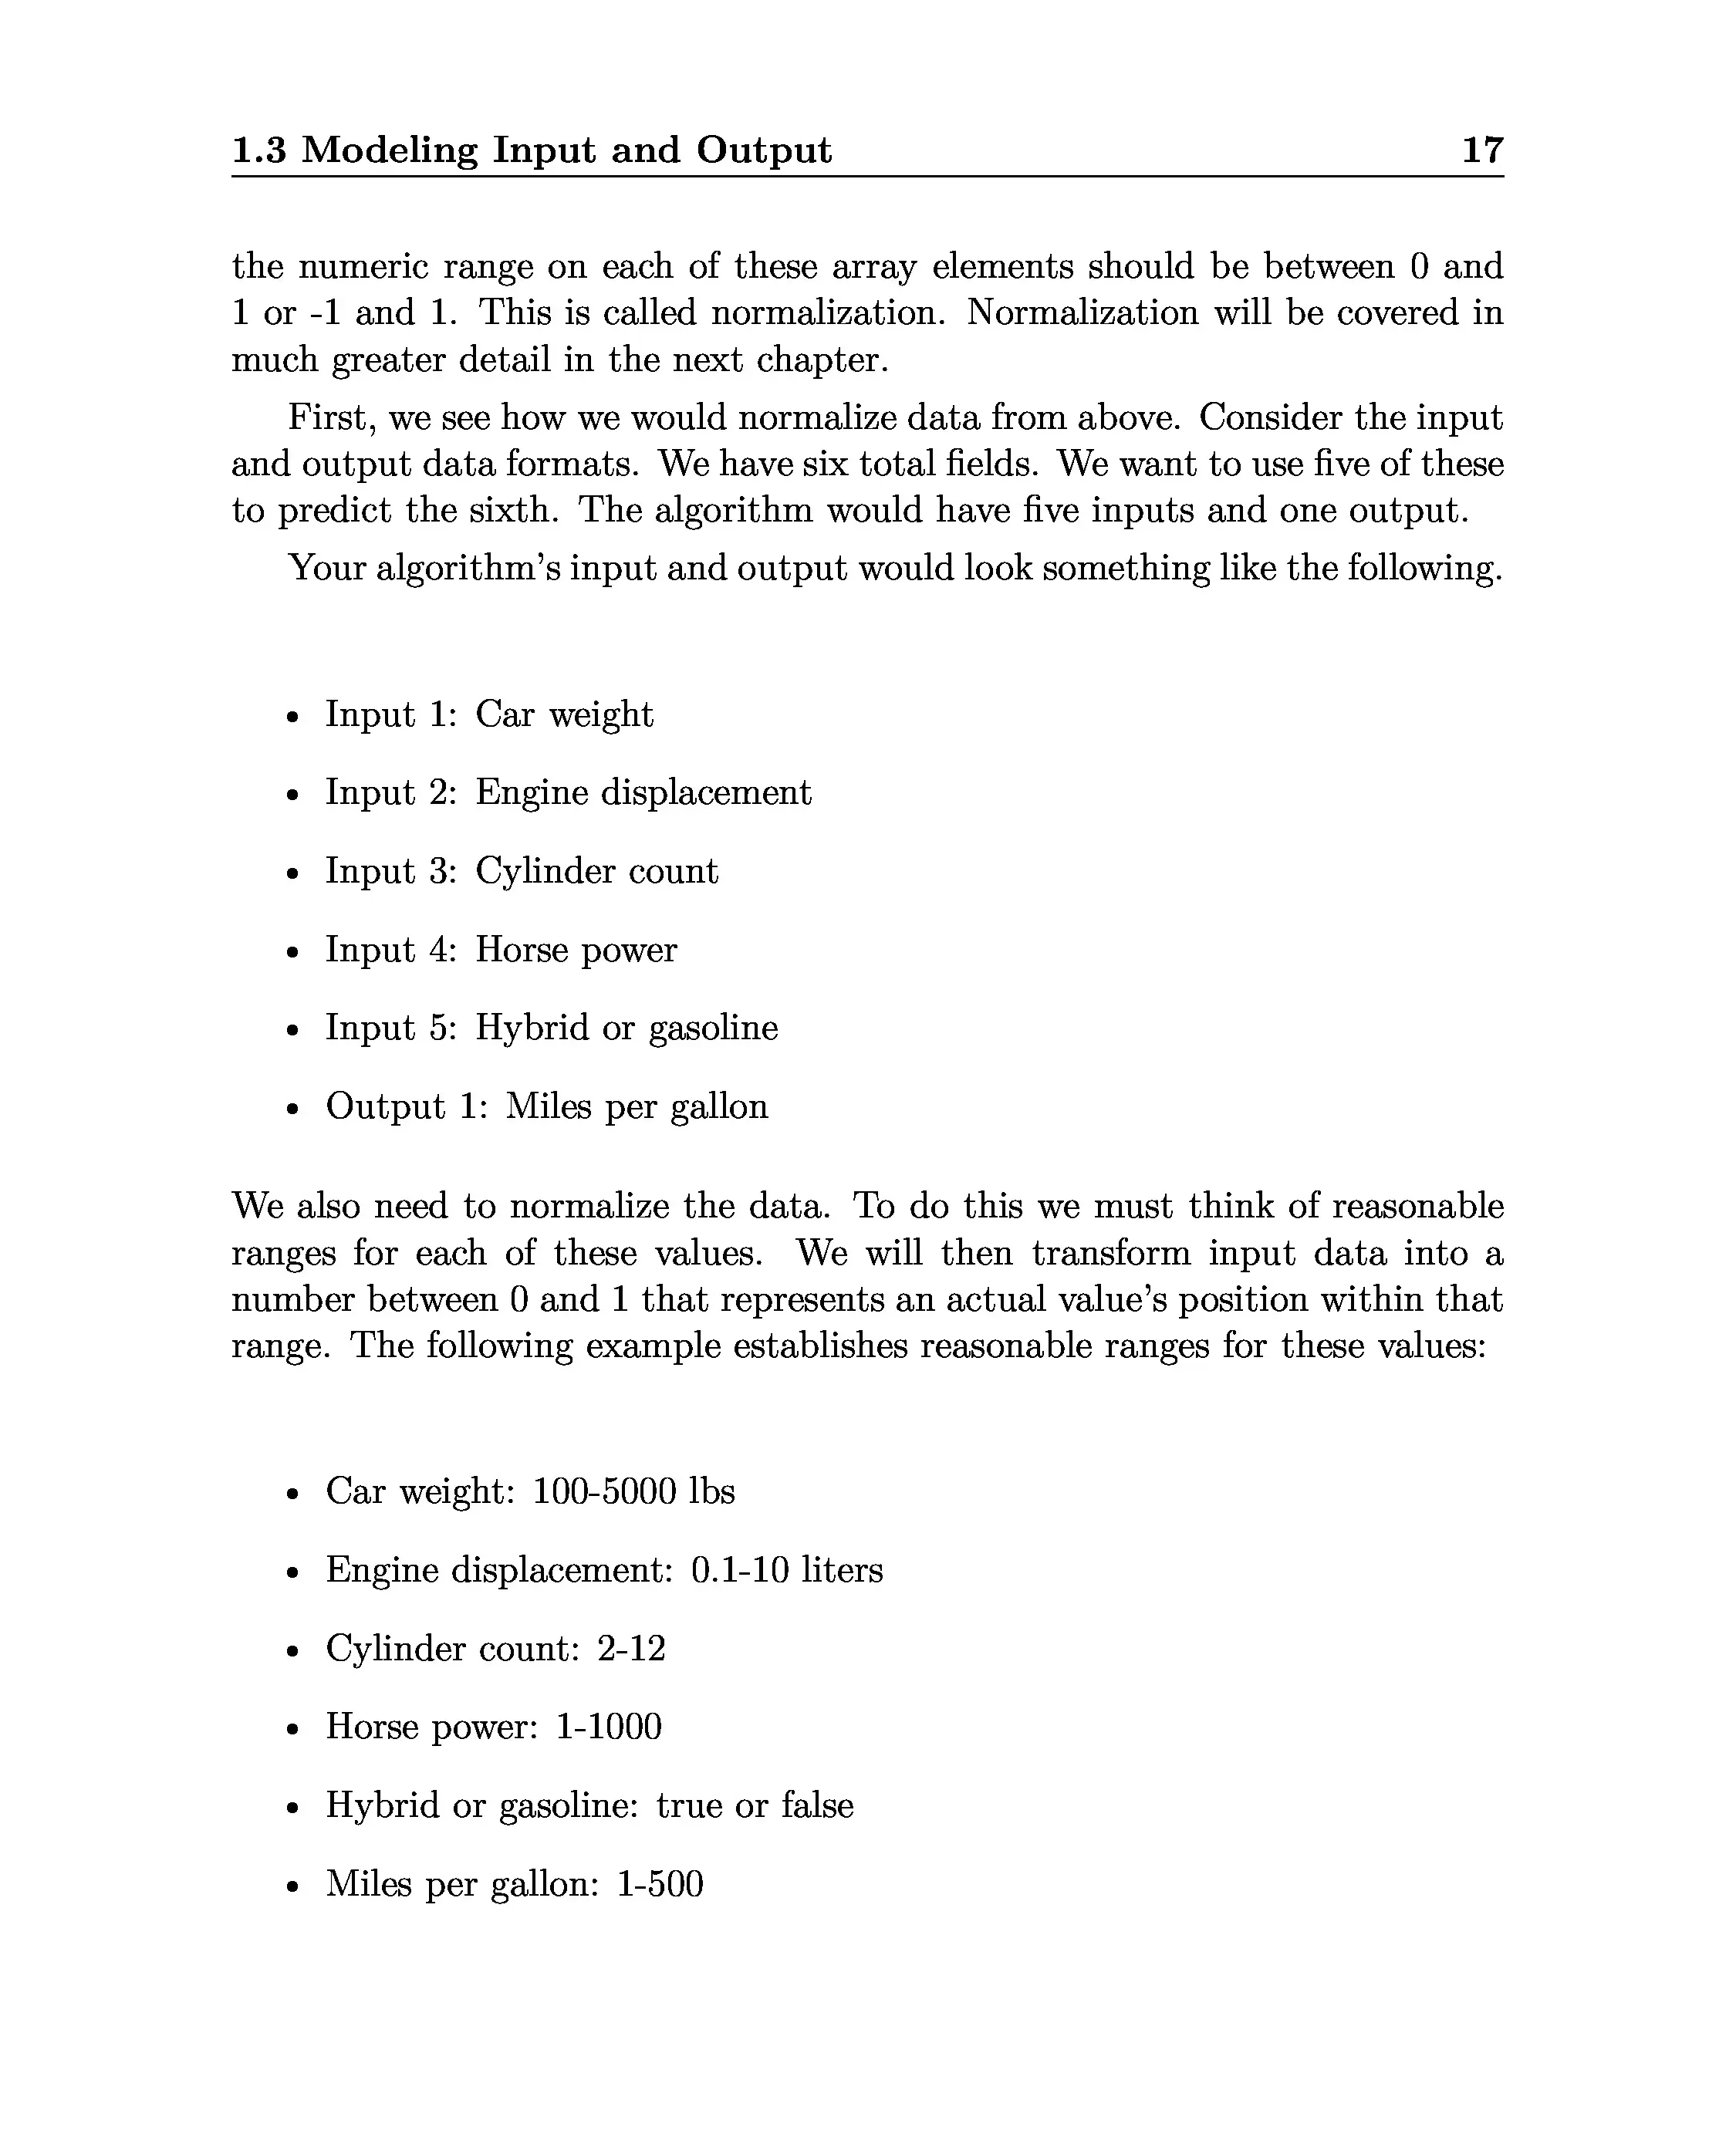 1.3 Modeling Input and Output 17
the numeric range on each of these array elements should be between 0 and
1 or -1 and 1. This is called normalization. Normalization will be covered in
much greater detail in the next chapter.
First, we see how we would normalize data from above. Consider the input
and output data formats. We have six total fields. We want to use five of these
to predict the sixth. The algorithm would have five inputs and one output.
Your algorithm's input and output would look something like the following.
• Input 1: Car weight
• Input 2: Engine displacement
• Input 3: Cylinder count
• Input 4: Horse power
• Input 5: Hybrid or gasoline
• Output 1: Miles per gallon
We also need to normalize the data. To do this we must think of reasonable
ranges for each of these values. We will then transform input data into a
number between 0 and 1 that represents an actual value's position within that
range. The following example establishes reasonable ranges for these values:
• Car weight: 100-5000 lbs
• Engine displacement: 0.1-10 liters
• Cylinder count: 2-12
• Horse power: 1-1000
• Hybrid or gasoline: true or false
• Miles per gallon: 1-500